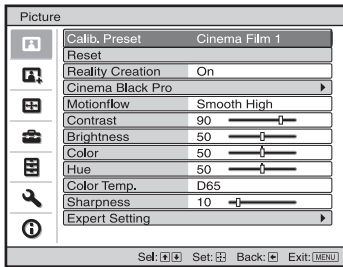 Picture
Calib. Preset Cinema Film 1
Reset
Reality Creation On
Cinema Black Pro
Motionflow Smooth High
Contrast 90
Brightness 50
Color 50
Hue 50
Color Temp. D65
Sharpness 10
Expert Setting
Sel: Set: Back: Exit: MENU